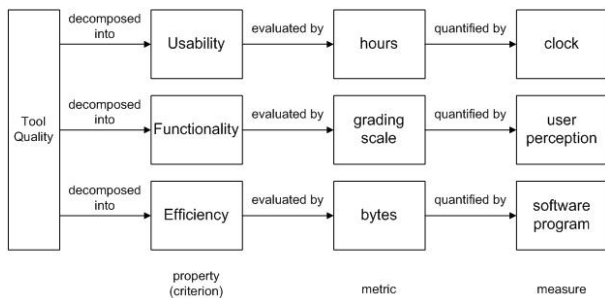 Tool
Quality
decomposed
into
Usability
evaluated by
hours
quantified by
clock
decomposed
into
Functionality
evaluated by
grading
scale
quantified by
user
perception
decomposed
into
Efficiency
evaluated by
bytes
quantified by
software
program
property
(criterion)
metric
measure